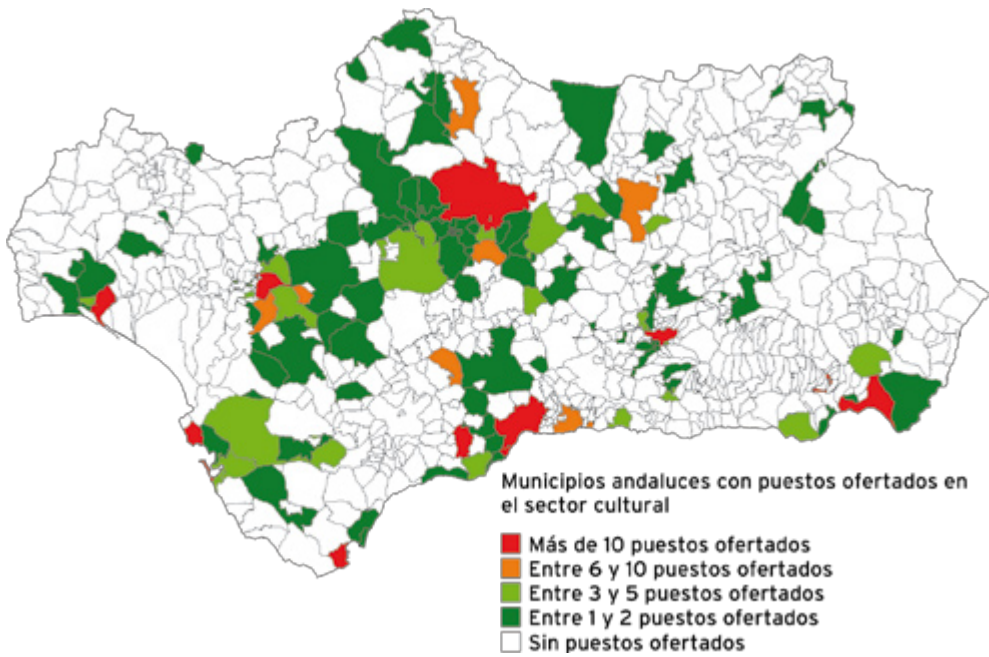 Municipios andaluces con puestos ofertados en
el sector cultural
Más de 10 puestos ofertados
Entre 6 y 10 puestos ofertados
Entre 3 y 5 puestos ofertados
Entre 1 y 2 puestos ofertados
Sin puestos ofertados